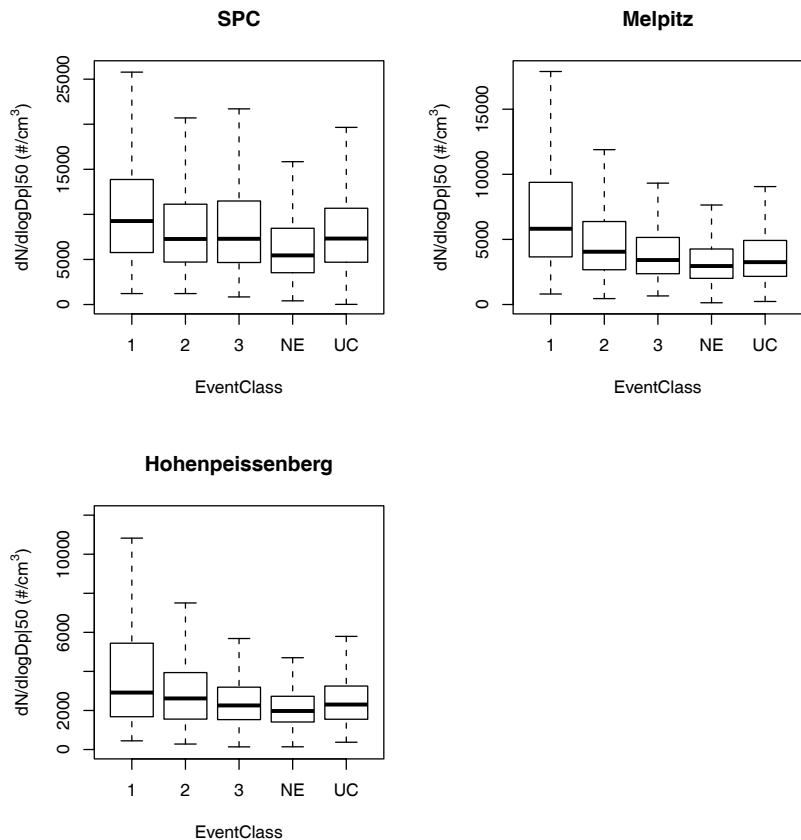 SPC
dN/dlogDp|50 (#/cm³)
25000
15000
5000
0
1 2 3 NE UC
EventClass
Melpitz
dN/dlogDp|50 (#/cm³)
15000
10000
5000
0
1 2 3 NE UC
EventClass
Hohenpeissenberg
dN/dlogDp|50 (#/cm³)
10000
6000
2000
0
1 2 3 NE UC
EventClass